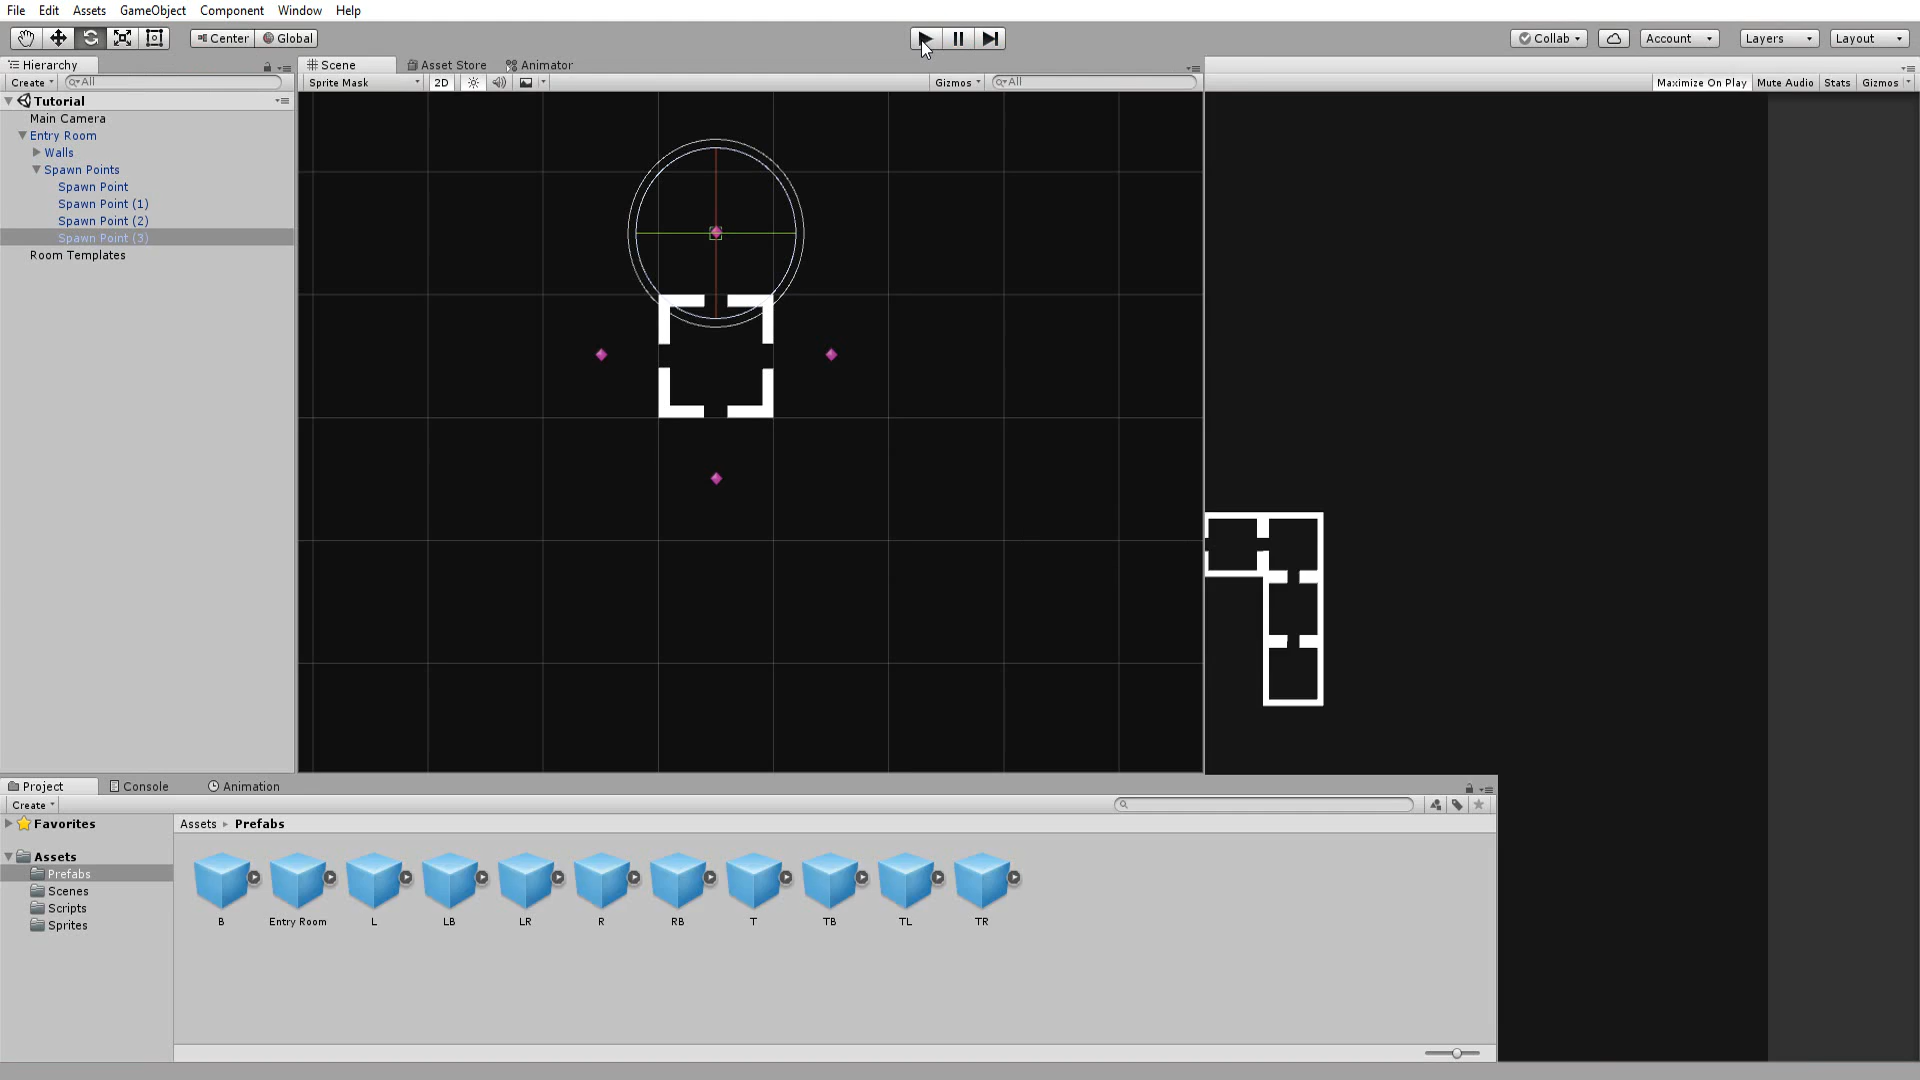 File Edit Assets GameObject Component Window Help
Center Global Collab Account Layers Layout
Hierarchy Scene Asset Store Animator
Create All Sprite Mask 2D Gizmos All Maximize On Play Mute Audio Stats Gizmos
Tutorial
Main Camera
Entry Room
Walls
Spawn Points
Spawn Point
Spawn Point (1)
Spawn Point (2)
Spawn Point (3)
Room Templates
Project Console Animation
Create
Favorites
Assets Prefabs
Assets
Prefabs
Scenes
Scripts
Sprites
B Entry Room L LB LR R RB T TB TL TR